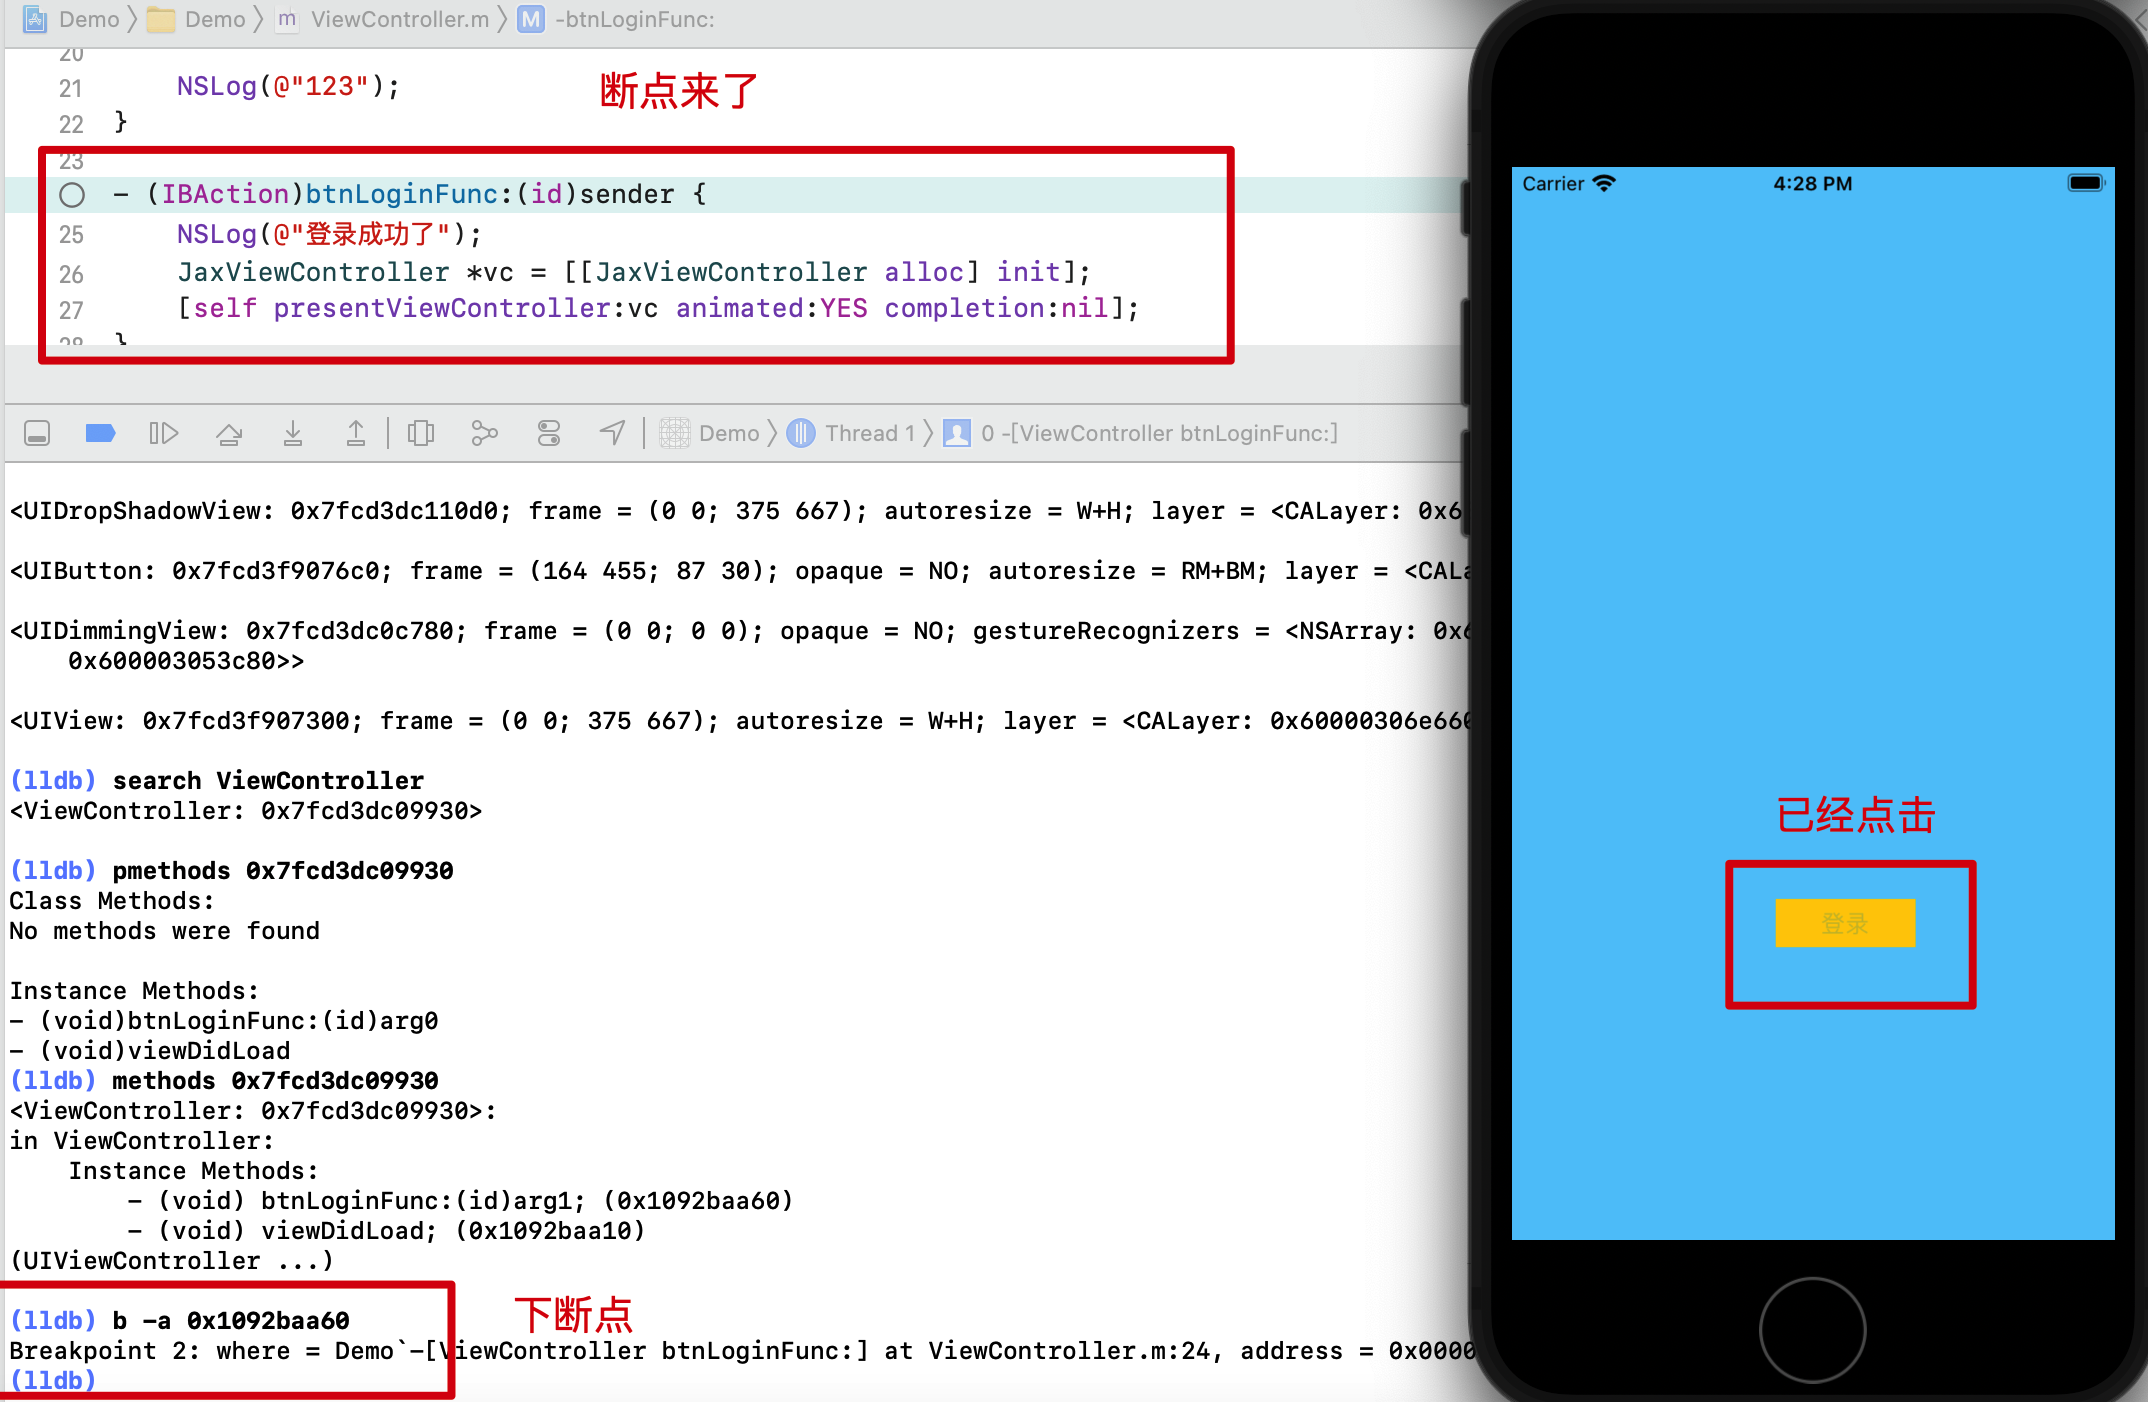 Demo 〉 Demo 〉 m ViewController.m 〉 M -btnLoginFunc:
20
21 NSLog(@"123");
断点来了
22 }
23
- (IBAction)btnLoginFunc:(id)sender {
25 NSLog(@"登录成功了");
26 JaxViewController *vc = [[JaxViewController alloc] init];
27 [self presentViewController:vc animated:YES completion:nil];
28 }
Demo 〉 Thread 1 〉 0 -[ViewController btnLoginFunc:]
<UIDropShadowView: 0x7fcd3dc110d0; frame = (0 0; 375 667); autoresize = W+H; layer = <CALayer: 0x6
<UIButton: 0x7fcd3f9076c0; frame = (164 455; 87 30); opaque = NO; autoresize = RM+BM; layer = <CALa
<UIDimmingView: 0x7fcd3dc0c780; frame = (0 0; 0 0); opaque = NO; gestureRecognizers = <NSArray: 0x6
0x600003053c80>>
<UIView: 0x7fcd3f907300; frame = (0 0; 375 667); autoresize = W+H; layer = <CALayer: 0x60000306e660
(lldb) search ViewController
<ViewController: 0x7fcd3dc09930>
(lldb) pmethods 0x7fcd3dc09930
Class Methods:
No methods were found
Instance Methods:
- (void)btnLoginFunc:(id)arg0
- (void)viewDidLoad
(lldb) methods 0x7fcd3dc09930
<ViewController: 0x7fcd3dc09930>:
in ViewController:
Instance Methods:
- (void) btnLoginFunc:(id)arg1; (0x1092baa60)
- (void) viewDidLoad; (0x1092baa10)
(UIViewController ...)
(lldb) b -a 0x1092baa60
下断点
Breakpoint 2: where = Demo`-[ViewController btnLoginFunc:] at ViewController.m:24, address = 0x0000
(lldb)
Carrier 4:28 PM
已经点击
登录